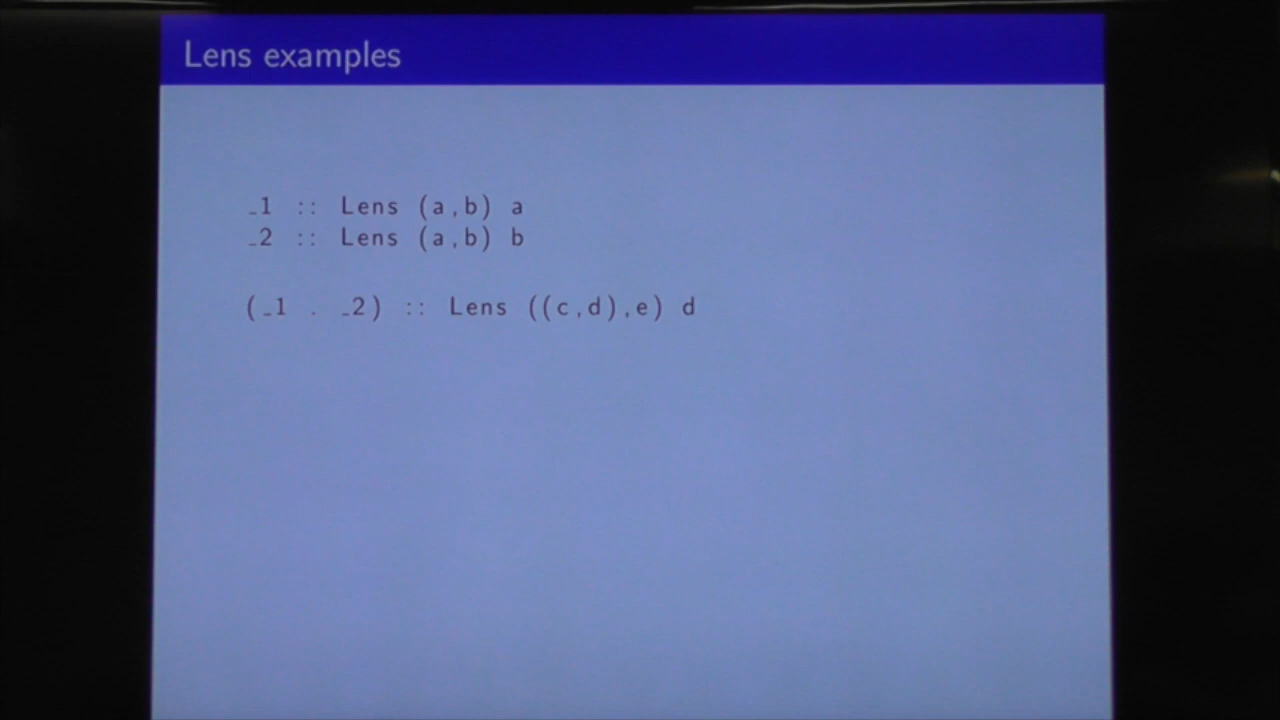 Lens examples
_1 :: Lens (a,b) a
_2 :: Lens (a,b) b
(_1 . _2) :: Lens ((c,d),e) d